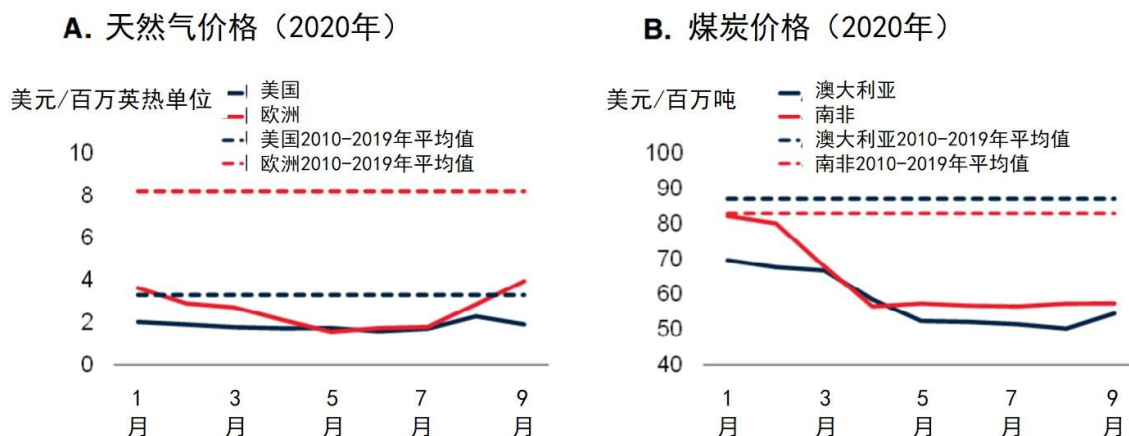 A. 天然气价格（2020年）
美元/百万英热单位
美国
欧洲
美国2010-2019年平均值
欧洲2010-2019年平均值
10
8
6
4
2
0
1月
3月
5月
7月
9月
B. 煤炭价格（2020年）
美元/百万吨
澳大利亚
南非
澳大利亚2010-2019年平均值
南非2010-2019年平均值
100
90
80
70
60
50
40
1月
3月
5月
7月
9月